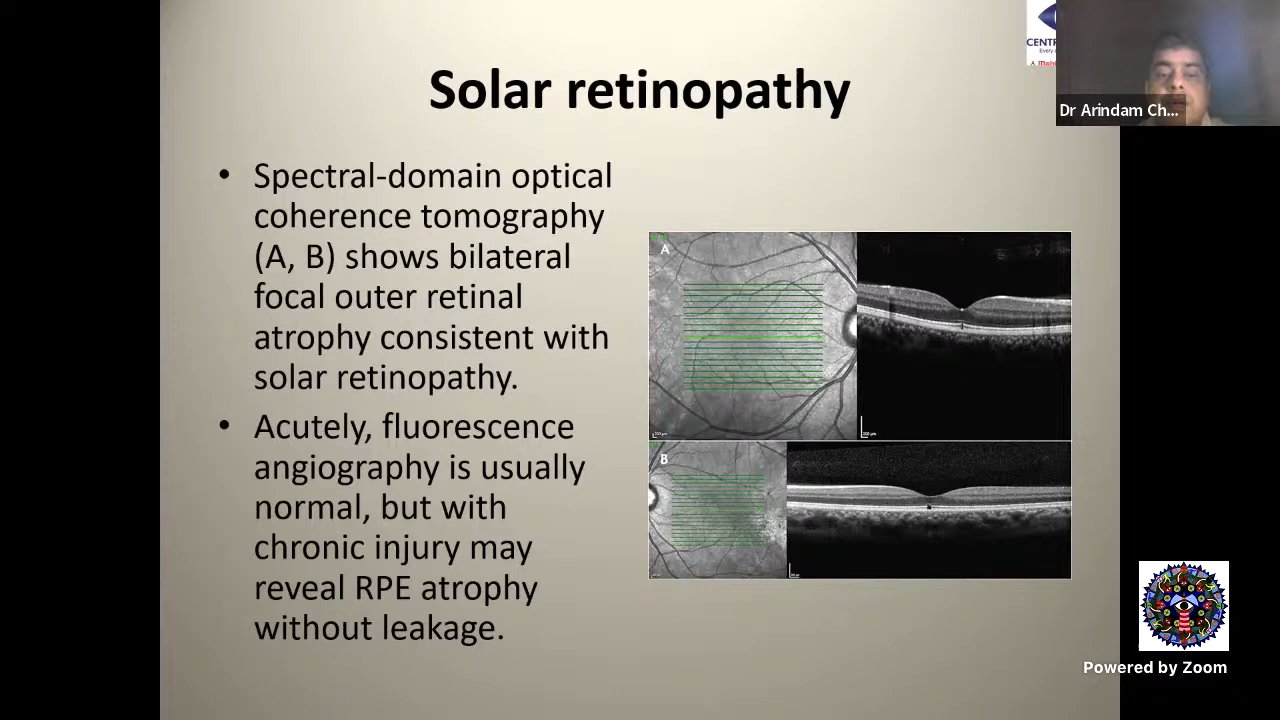 Solar retinopathy
CENTR
Every
A
Dr Arindam Ch...
• Spectral-domain optical
coherence tomography
(A, B) shows bilateral
focal outer retinal
atrophy consistent with
solar retinopathy.
• Acutely, fluorescence
angiography is usually
normal, but with
chronic injury may
reveal RPE atrophy
without leakage.
A
B
Powered by Zoom